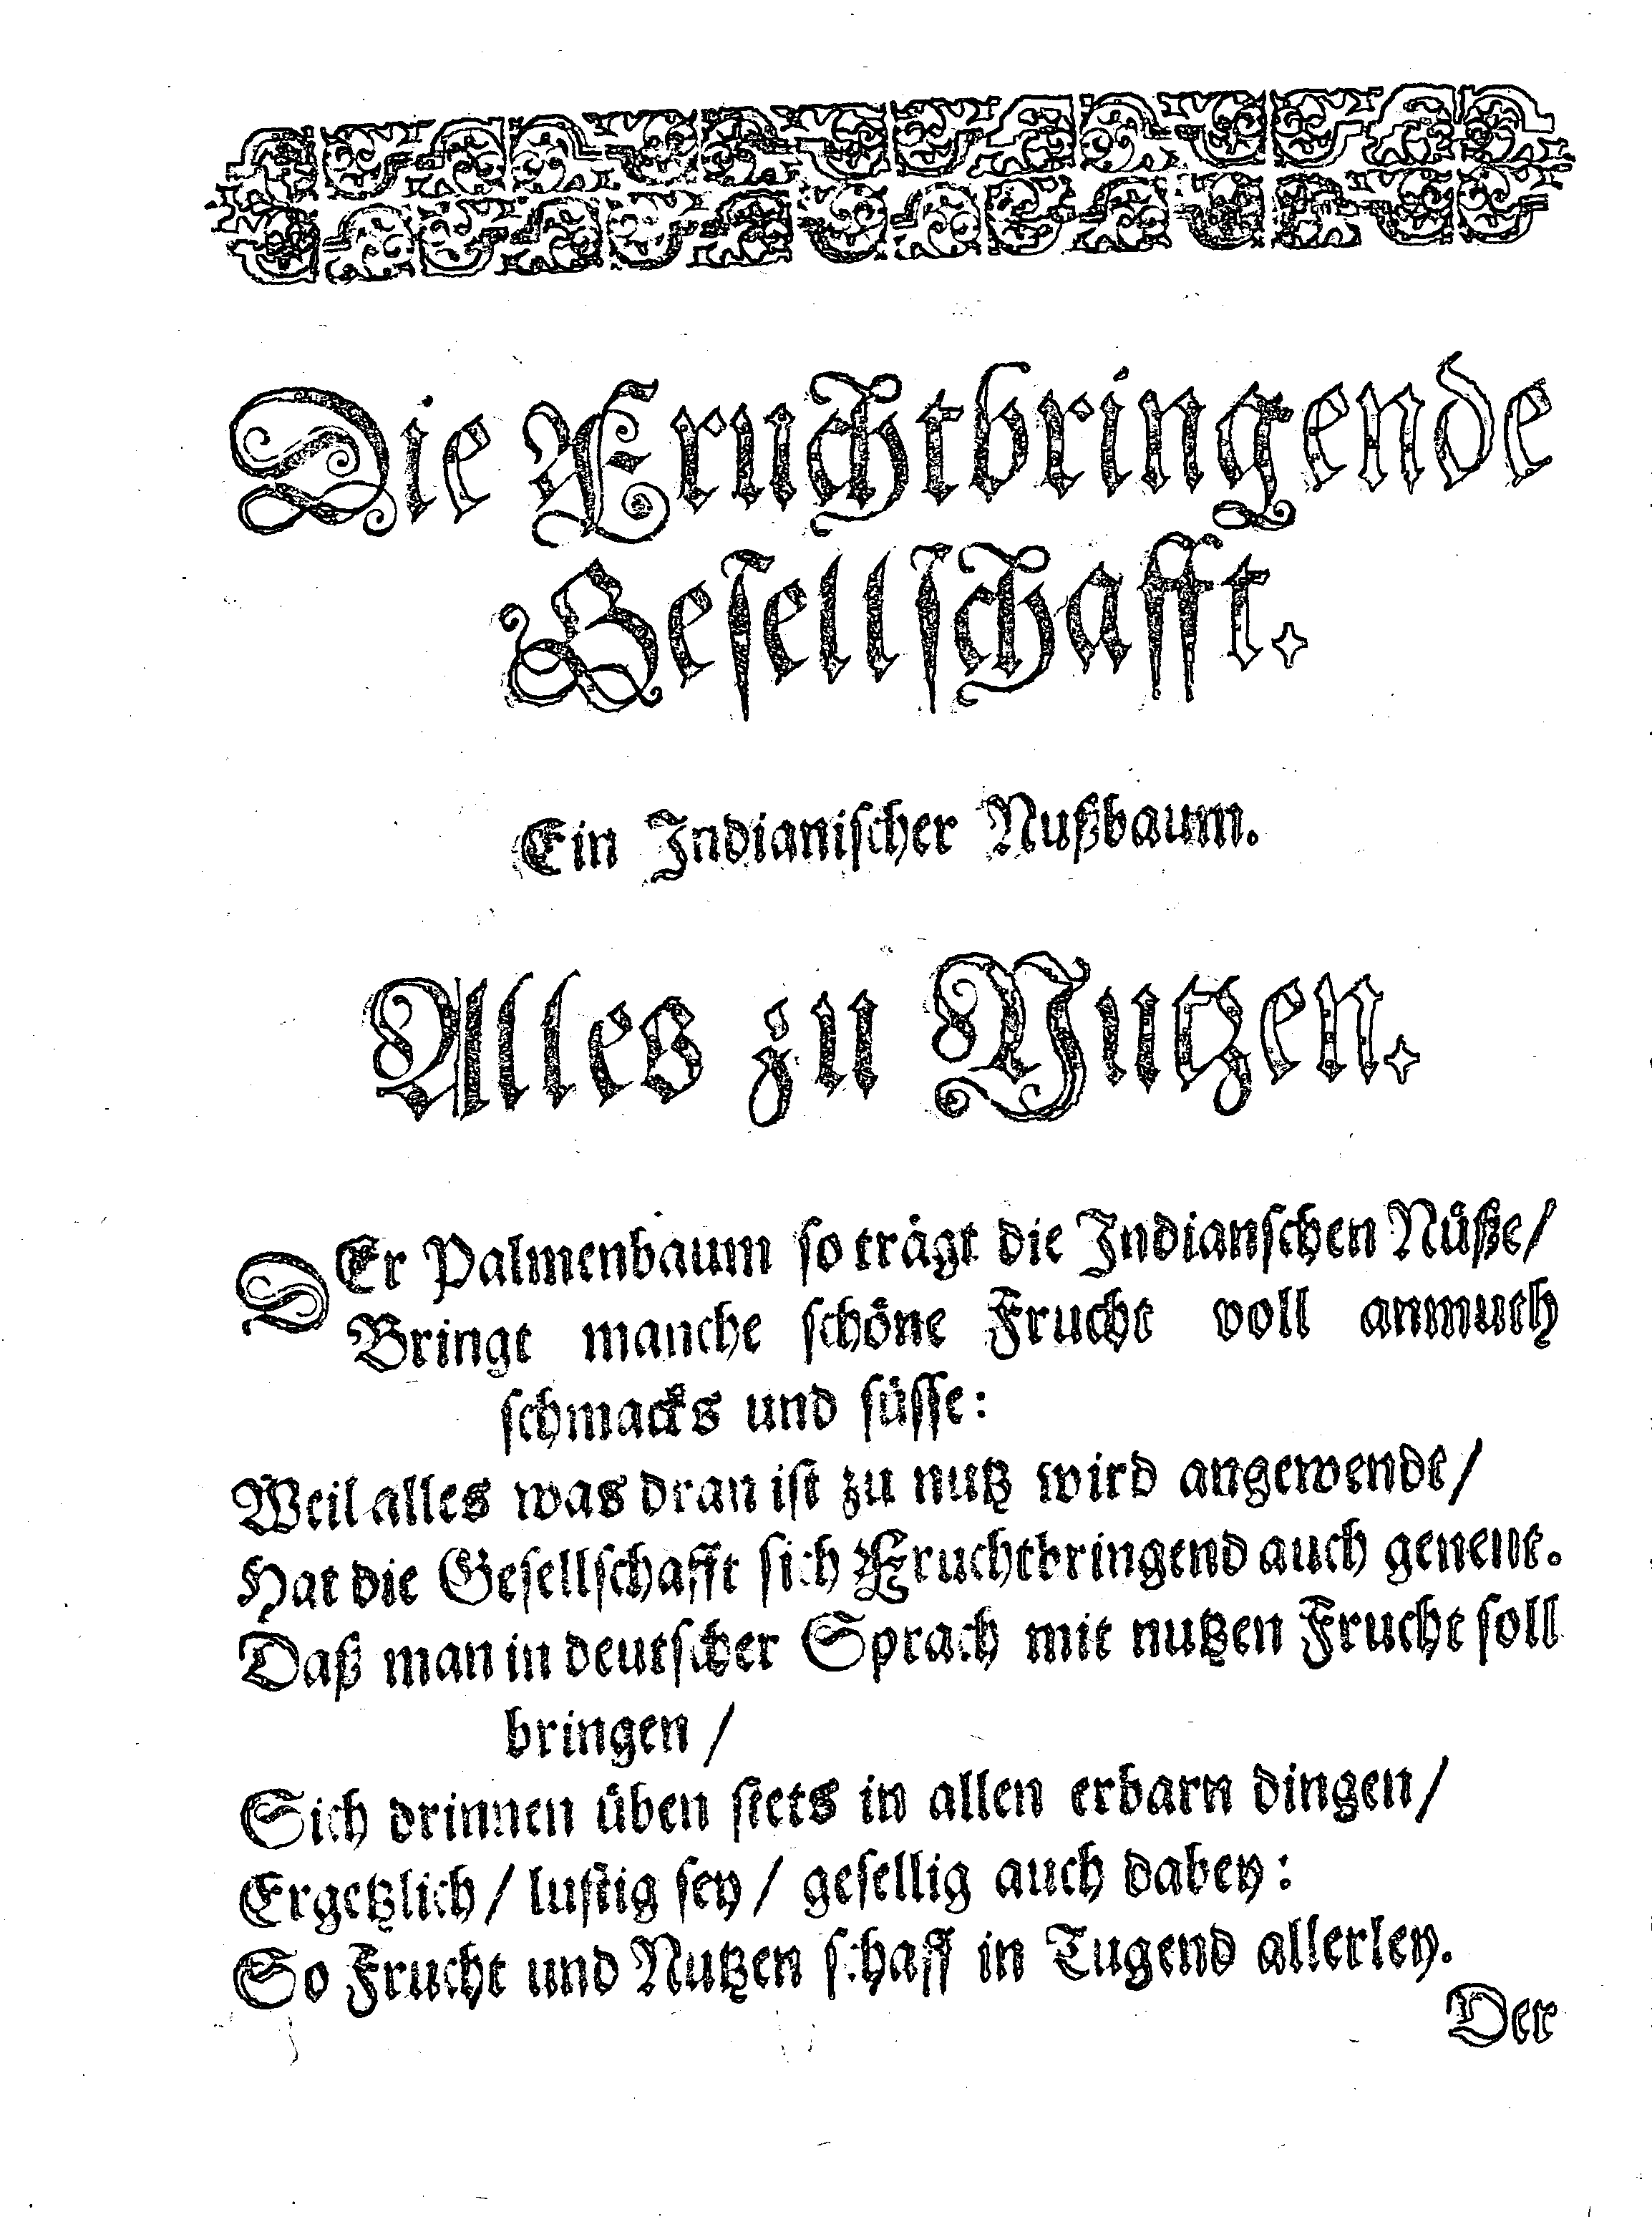 Die Fruchtbringende
Gesellschafft.
Ein Indianischer Nußbaum.
Alles zu Nutzen.
DEr Palmenbaum so trägt die Indianschen Nüße/
Bringt manche schöne Frucht voll anmuth
schmacks und süsse:
Weil alles was dran ist zu nutz wird angewendt/
Hat die Gesellschafft sich Fruchtbringend auch genent.
Daß man in deutscher Sprach mit nutzen Frucht soll
bringen/
Sich drinnen üben stets in allen erbarn dingen/
Ergetzlich/ lustig sey/ gesellig auch dabey:
So Frucht und Nutzen schaff in Tugend allerley.
Der